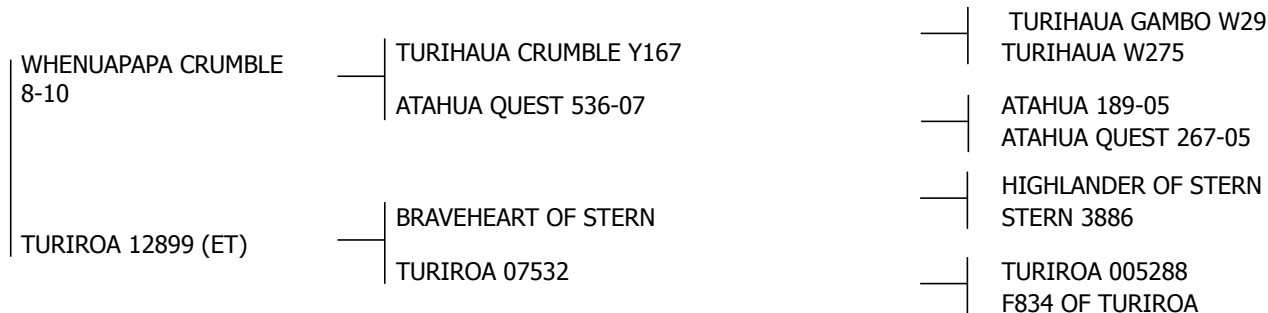 WHENUAPAPA CRUMBLE
8-10
TURIROA 12899 (ET)
TURIHAUA CRUMBLE Y167
ATAHUA QUEST 536-07
BRAVEHEART OF STERN
TURIROA 07532
TURIHAUA GAMBO W29
TURIHAUA W275
ATAHUA 189-05
ATAHUA QUEST 267-05
HIGHLANDER OF STERN
STERN 3886
TURIROA 005288
F834 OF TURIROA